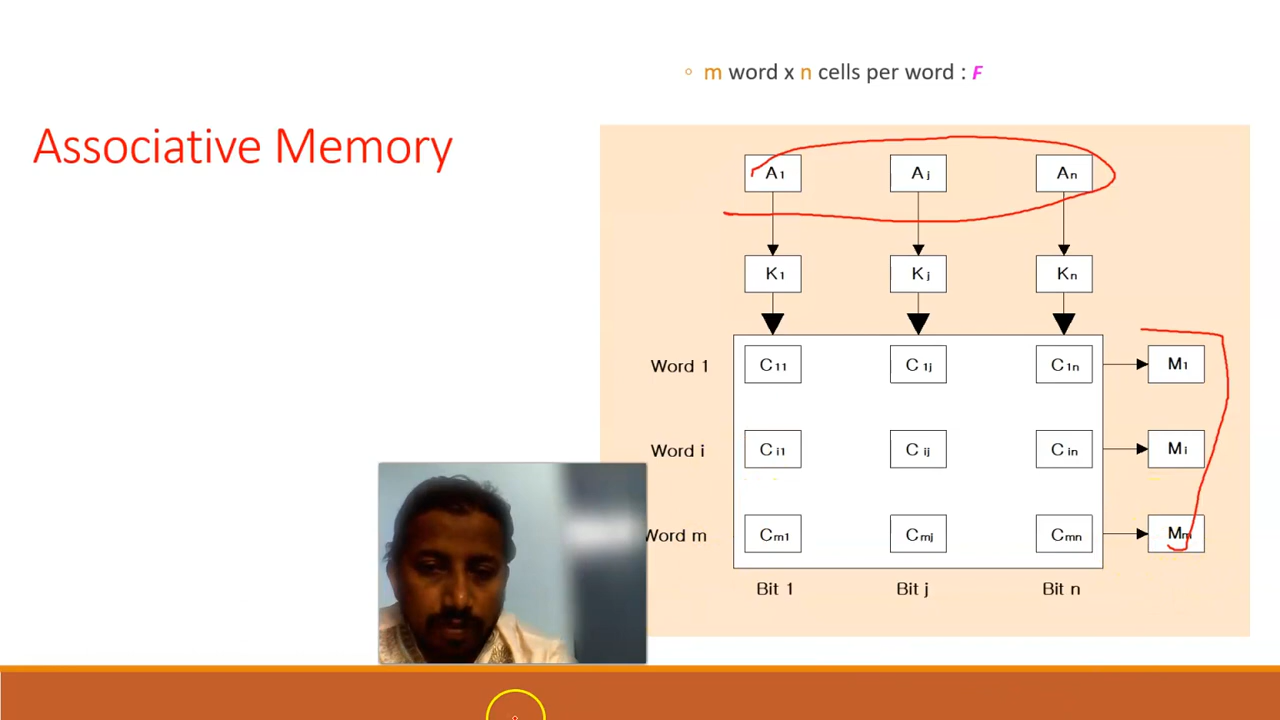 m word x n cells per word : F
Associative Memory
A1 Aj An
K1 Kj Kn
Word 1 C11 C1j C1n M1
Word i Ci1 Cij Cin Mi
Word m Cm1 Cmj Cmn Mm
Bit 1 Bit j Bit n